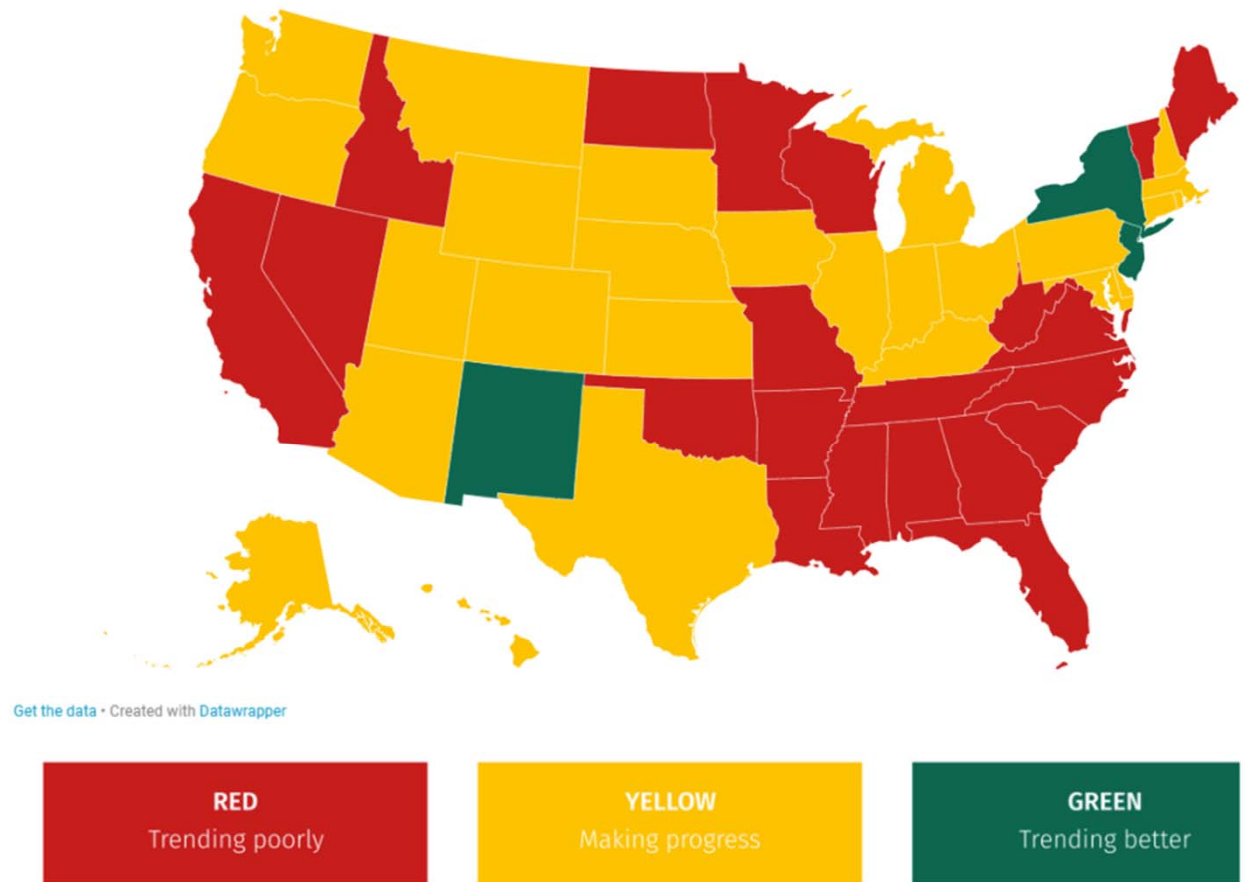 Get the data • Created with Datawrapper
RED
Trending poorly
YELLOW
Making progress
GREEN
Trending better